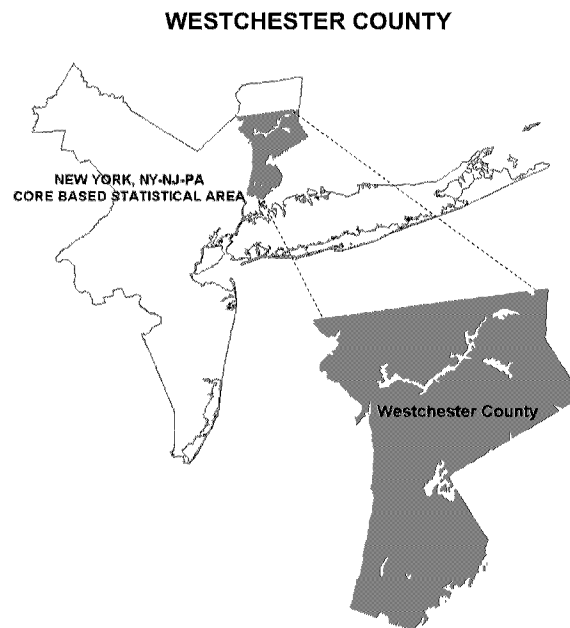 WESTCHESTER COUNTY
NEW YORK, NY-NJ-PA
CORE BASED STATISTICAL AREA
Westchester County